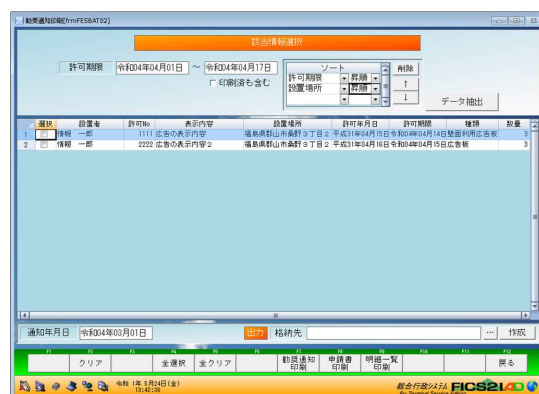 勧奨通知印刷[frmFESBAT02]
該当情報選択
許可期限 令和04年04月01日 ～ 令和04年04月17日
印刷済も含む
ソート
許可期限 昇順
設置場所 昇順
削除
↑
↓
データ抽出
選択 設置者 許可No 表示内容 設置場所 許可年月日 許可期限 種類 数量
1 情報 一郎 1111 広告の表示内容 福島県郡山市桑野３丁目２ 平成31年04月15日 令和04年04月14日 壁面利用広告板 3
2 情報 一郎 2222 広告の表示内容２ 福島県郡山市桑野３丁目２ 平成31年04月16日 令和04年04月15日 広告板 3
通知年月日 令和04年03月01日 出力 格納先 ... 作成
F1 F2 F3 F4 F5 F6 F7 F8 F9 F10 F11 F12
クリア 全選択 全クリア 勧奨通知印刷 申請書印刷 明細一覧印刷 戻る
令和 1年 5月24日(金)
13:42:36
総合行政システム FICS21AD
for Terminal Service Edition